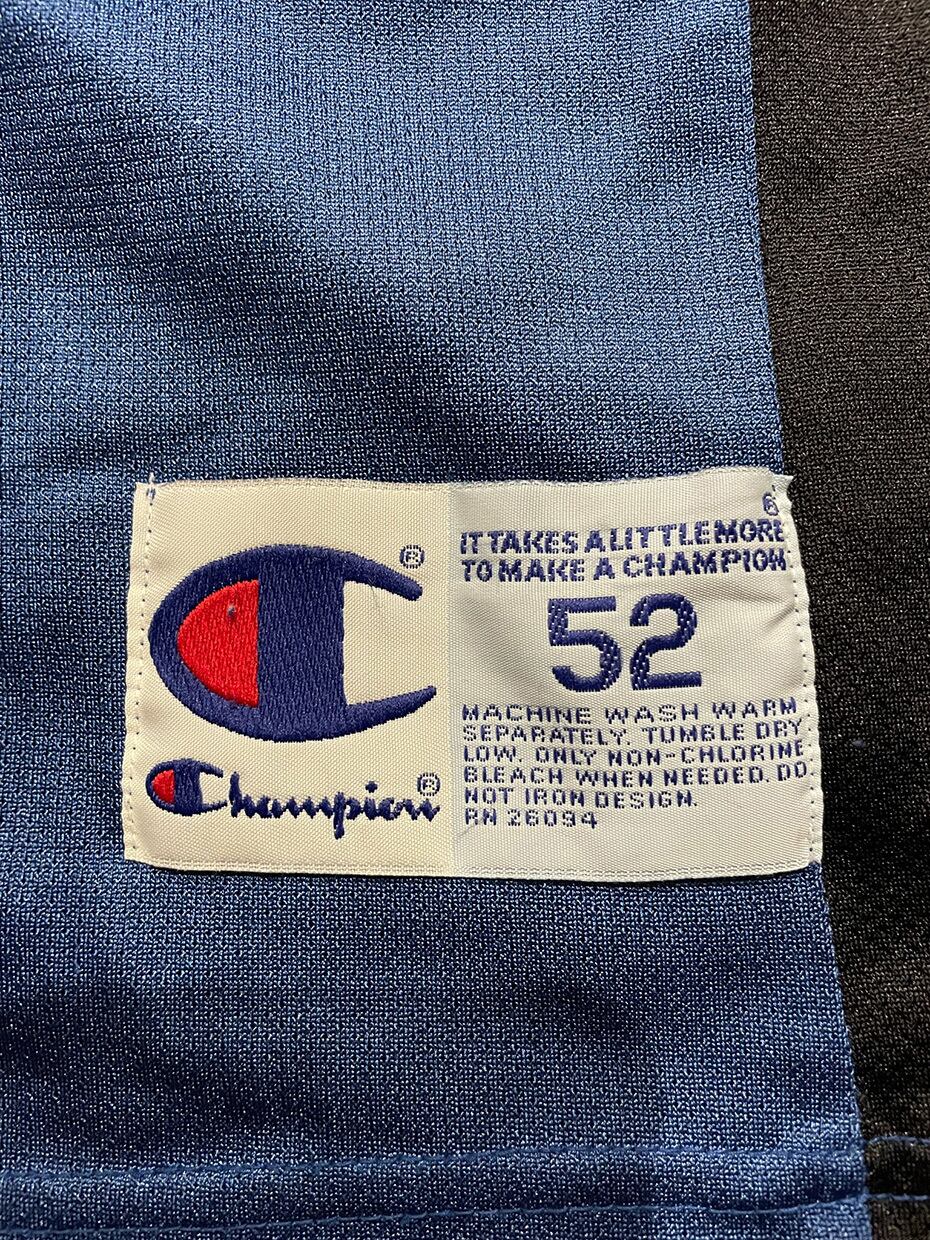 ®
6
IT TAKES A LITTLE MORE
TO MAKE A CHAMPION
52
MACHINE WASH WARM
SEPARATELY. TUMBLE DRY
LOW. ONLY NON-CHLORINE
BLEACH WHEN NEEDED. DO
NOT IRON DESIGN.
RN 26094
Champion®